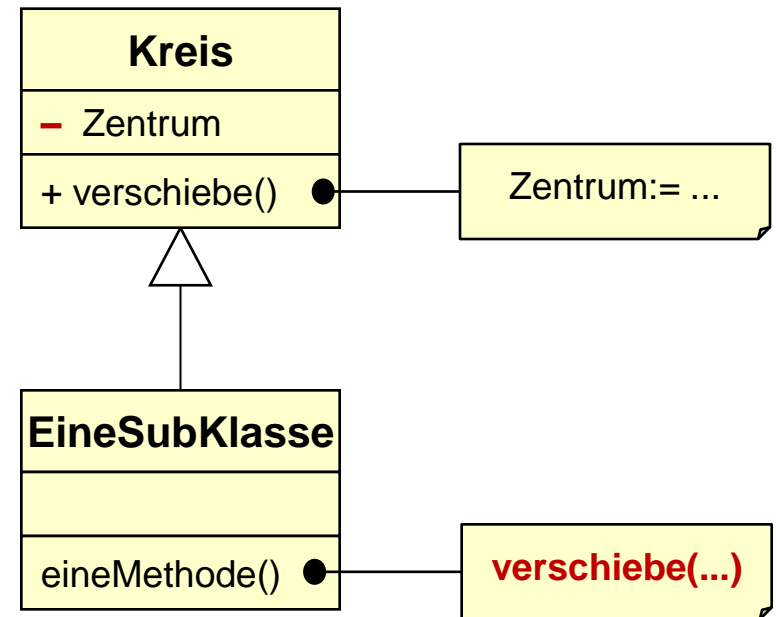 Kreis
– Zentrum
+ verschiebe()
Zentrum:= ...
EineSubKlasse
eineMethode()
verschiebe(...)